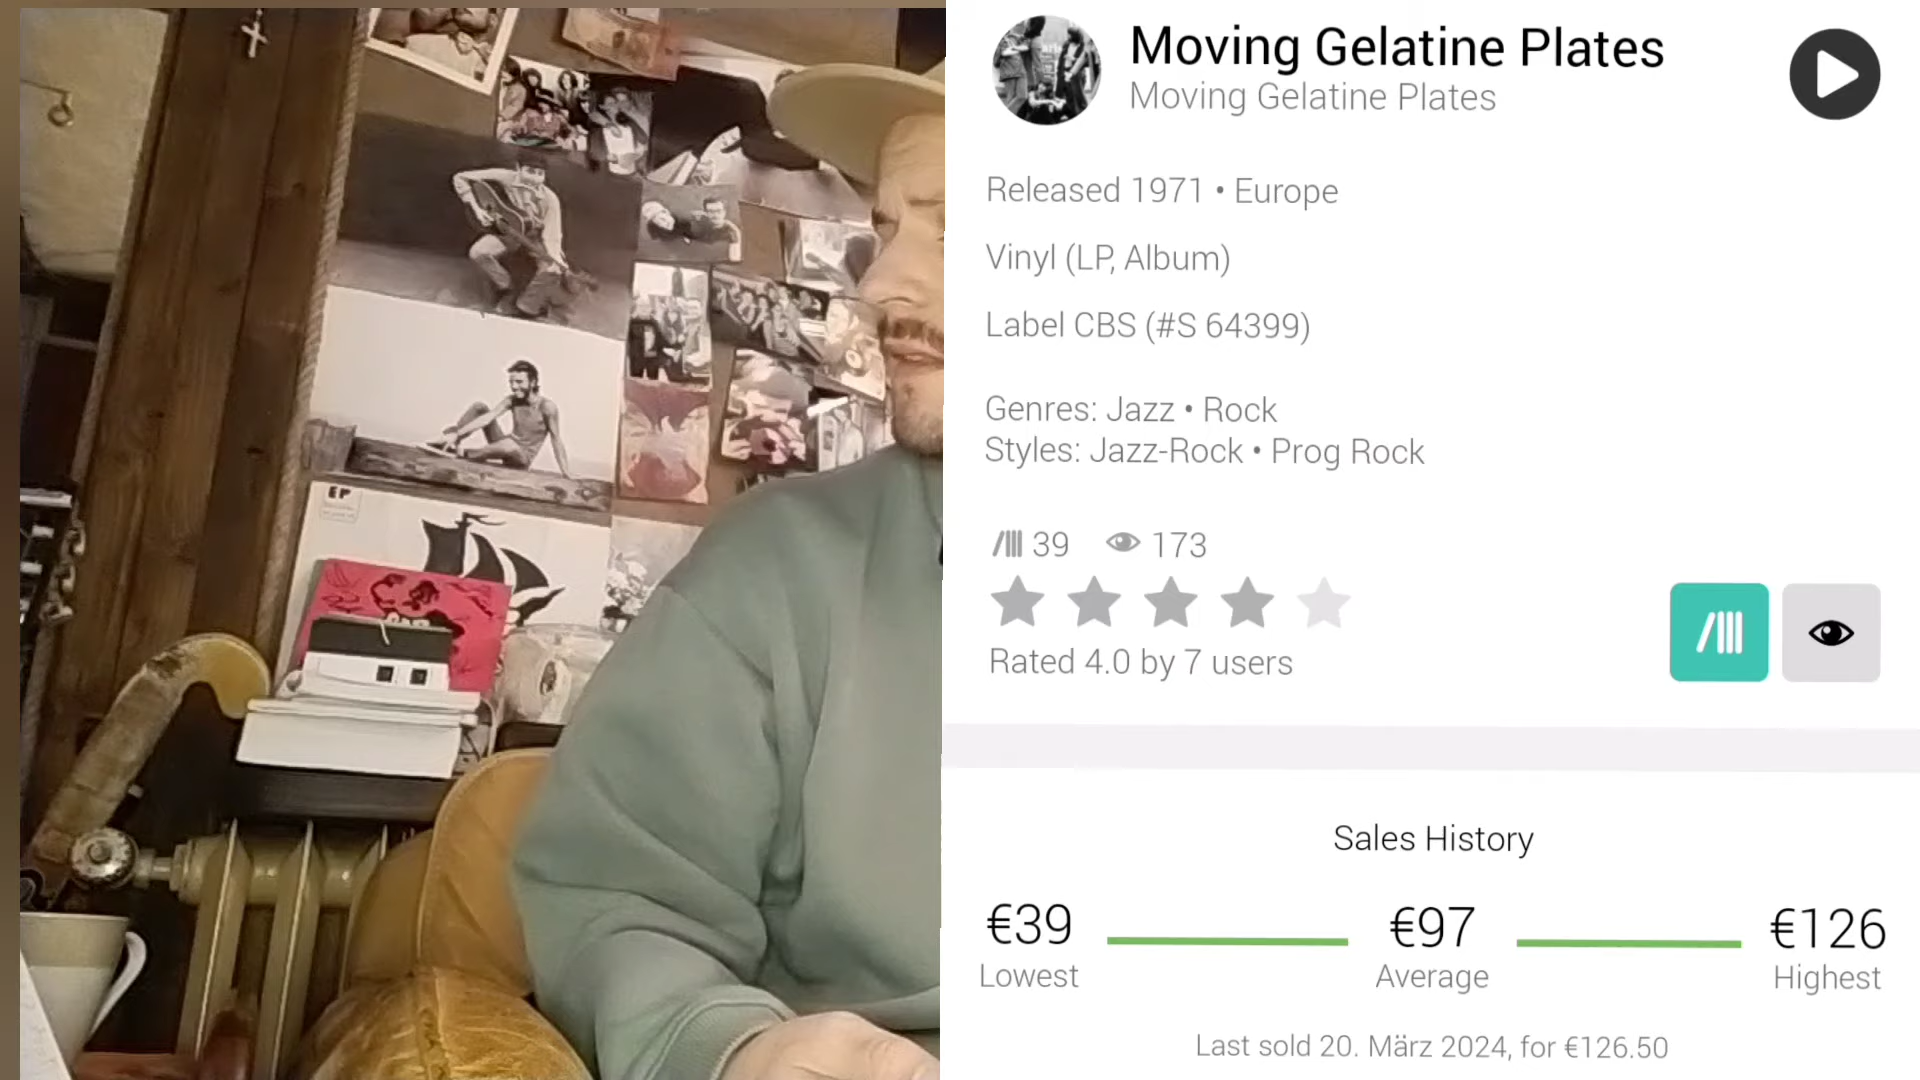 EP
Moving Gelatine Plates
Moving Gelatine Plates
Released 1971 • Europe
Vinyl (LP, Album)
Label CBS (#S 64399)
Genres: Jazz • Rock
Styles: Jazz-Rock • Prog Rock
39 173
Rated 4.0 by 7 users
Sales History
€39 €97 €126
Lowest Average Highest
Last sold 20. März 2024, for €126.50